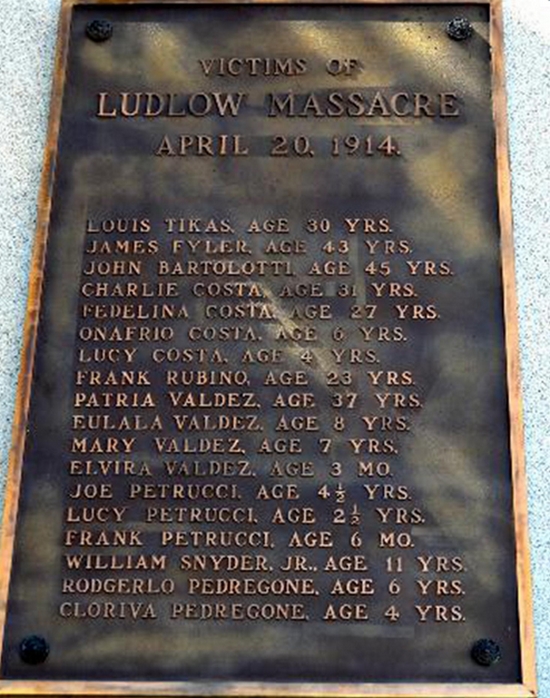 VICTIMS OF
LUDLOW MASSACRE
APRIL 20, 1914.
LOUIS TIKAS, AGE 30 YRS.
JAMES FYLER, AGE 43 YRS.
JOHN BARTOLOTTI, AGE 45 YRS.
CHARLIE COSTA, AGE 31 YRS.
FEDELINA COSTA, AGE 27 YRS.
ONAFRIO COSTA, AGE 6 YRS.
LUCY COSTA, AGE 4 YRS.
FRANK RUBINO, AGE 23 YRS.
PATRIA VALDEZ, AGE 37 YRS.
EULALA VALDEZ, AGE 8 YRS.
MARY VALDEZ, AGE 7 YRS.
ELVIRA VALDEZ, AGE 3 MO.
JOE PETRUCCI, AGE 4½ YRS.
LUCY PETRUCCI, AGE 2½ YRS.
FRANK PETRUCCI, AGE 6 MO.
WILLIAM SNYDER, JR., AGE 11 YRS.
RODGERLO PEDREGONE, AGE 6 YRS.
CLORIVA PEDREGONE, AGE 4 YRS.